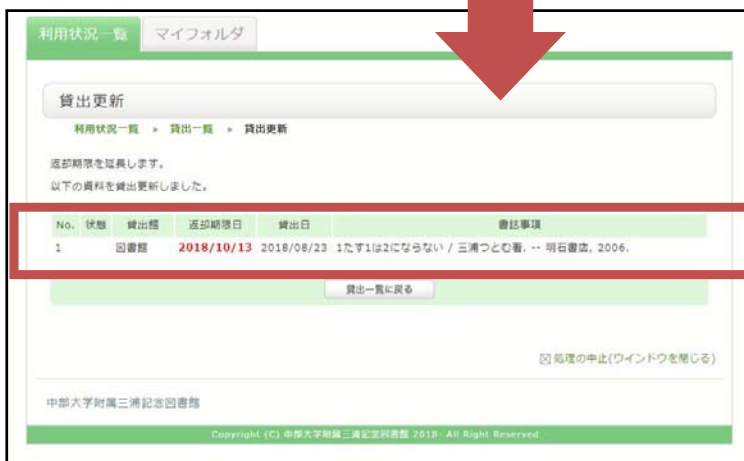 利用状況一覧 マイフォルダ
貸出更新
利用状況一覧 » 貸出一覧 » 貸出更新
返却期限を延長します。
以下の資料を貸出更新しました。
No. 状態 貸出館 返却期限日 貸出日 書誌事項
1 図書館 2018/10/13 2018/08/23 1たす1は2にならない / 三浦つとむ著. -- 明石書店, 2006.
貸出一覧に戻る
処理の中止(ウインドウを閉じる)
中部大学附属三浦記念図書館
Copyright (C) 中部大学附属三浦記念図書館 2018- All Right Reserved.